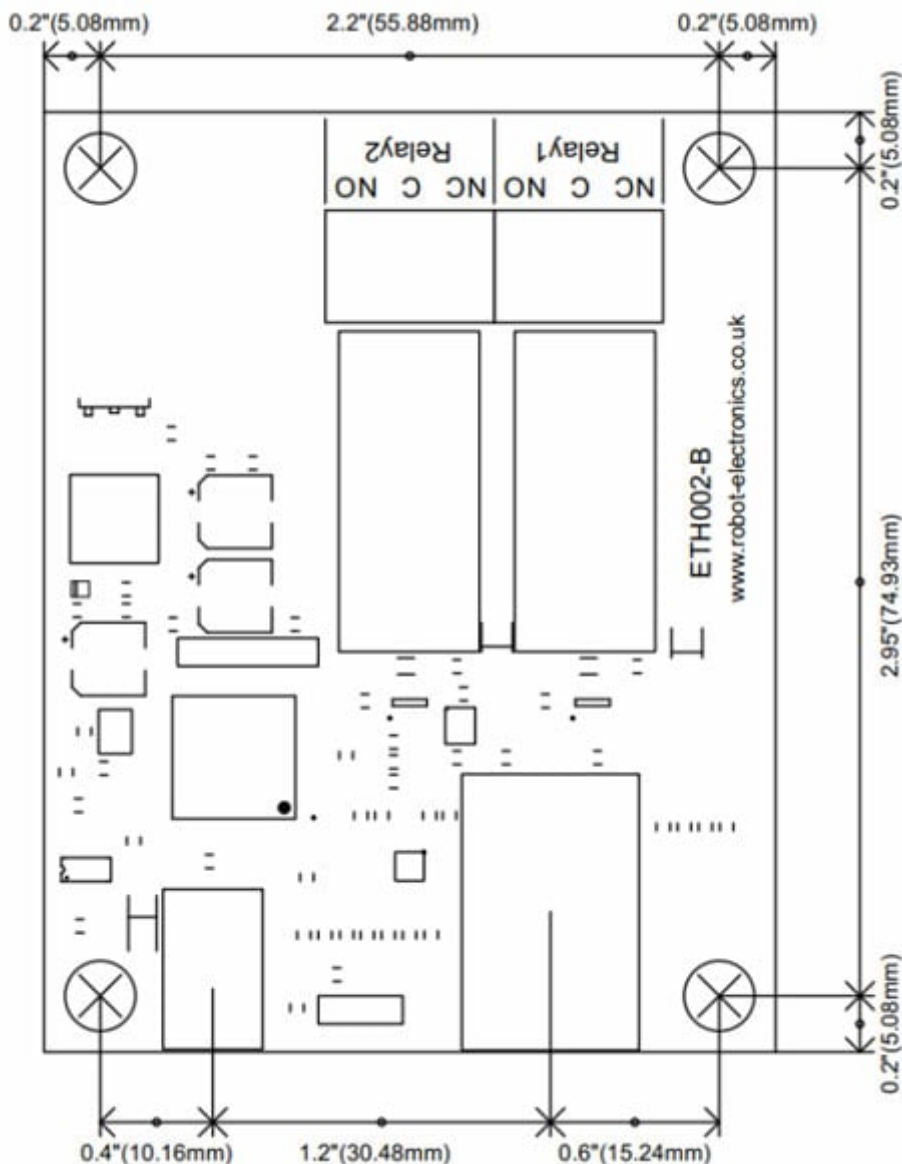 0.2"(5.08mm) 2.2"(55.88mm) 0.2"(5.08mm)
0.2"(5.08mm)
Relay2 Relay1
NO C NC NO C NC
www.robot-electronics.co.uk
ETH002-B
2.95"(74.93mm)
0.2"(5.08mm)
0.4"(10.16mm) 1.2"(30.48mm) 0.6"(15.24mm)